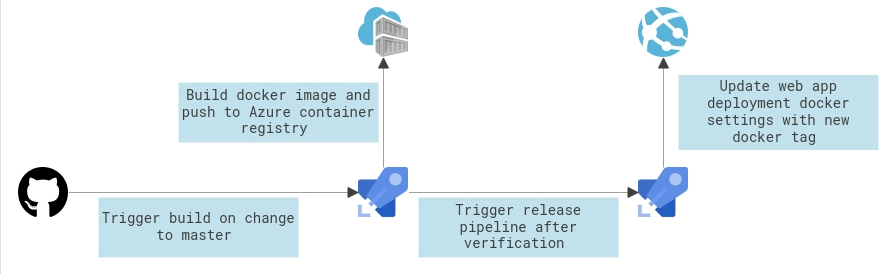 Build docker image and
push to Azure container
registry
Update web app
deployment docker
settings with new
docker tag
Trigger build on change
to master
Trigger release
pipeline after
verification